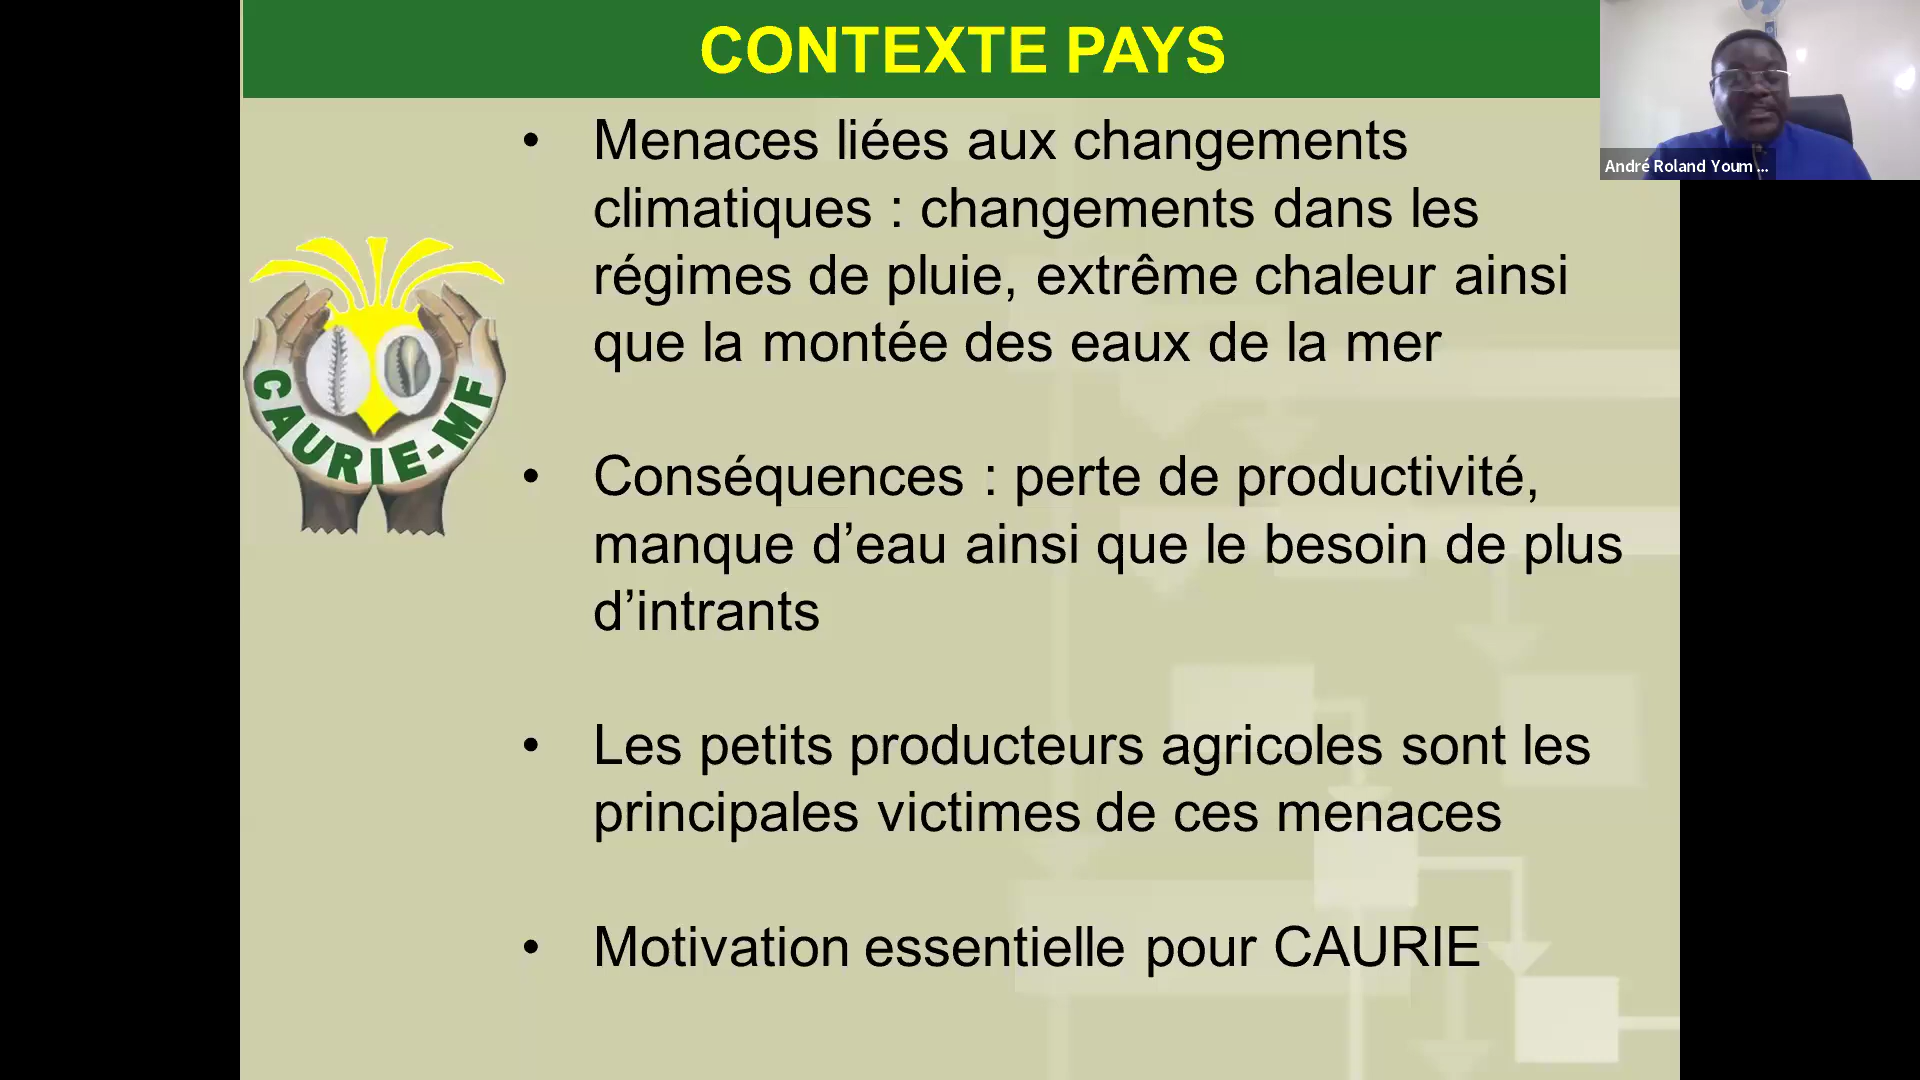 CONTEXTE PAYS
• Menaces liées aux changements
climatiques : changements dans les
régimes de pluie, extrême chaleur ainsi
que la montée des eaux de la mer
• Conséquences : perte de productivité,
manque d’eau ainsi que le besoin de plus
d’intrants
• Les petits producteurs agricoles sont les
principales victimes de ces menaces
• Motivation essentielle pour CAURIE
CAURIE-MF
André Roland Youm ...